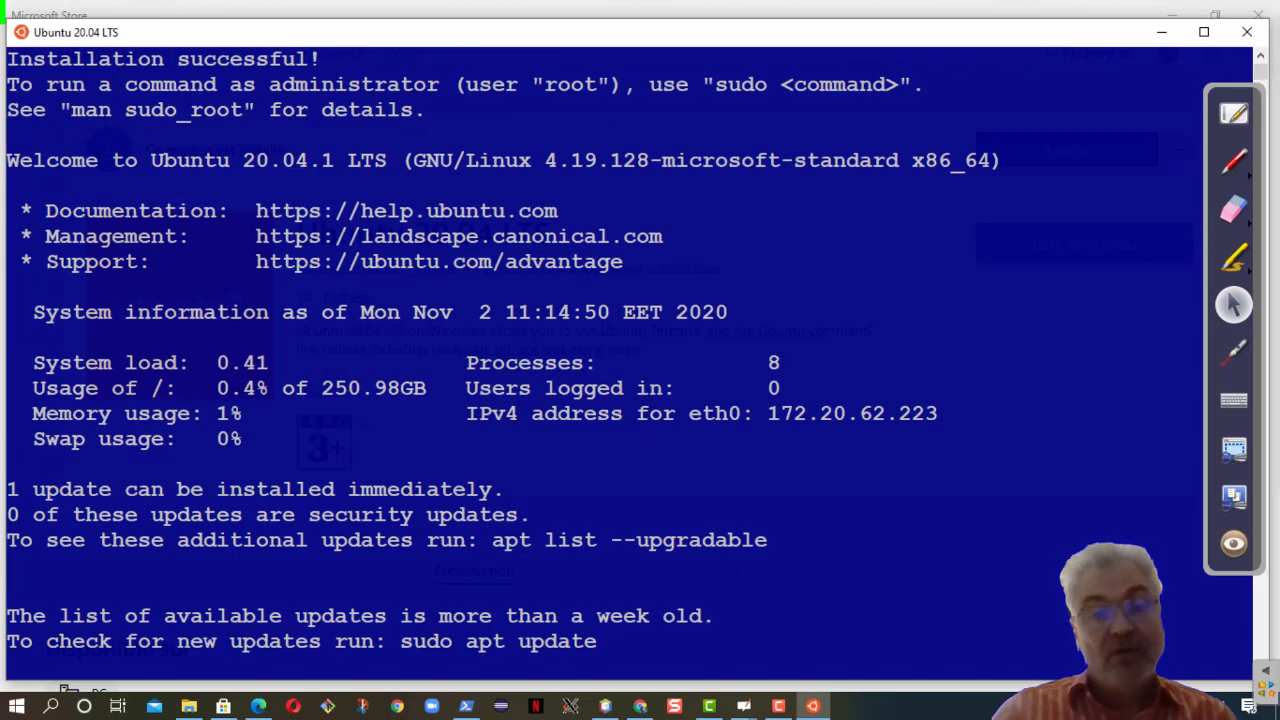 Microsoft Store
Ubuntu 20.04 LTS
Installation successful!
To run a command as administrator (user "root"), use "sudo <command>".
See "man sudo_root" for details.
Welcome to Ubuntu 20.04.1 LTS (GNU/Linux 4.19.128-microsoft-standard x86_64)
* Documentation: https://help.ubuntu.com
* Management: https://landscape.canonical.com
* Support: https://ubuntu.com/advantage
System information as of Mon Nov 2 11:14:50 EET 2020
System load: 0.41 Processes: 8
Usage of /: 0.4% of 250.98GB Users logged in: 0
Memory usage: 1% IPv4 address for eth0: 172.20.62.223
Swap usage: 0%
3+
1 update can be installed immediately.
0 of these updates are security updates.
To see these additional updates run: apt list --upgradable
The list of available updates is more than a week old.
To check for new updates run: sudo apt update